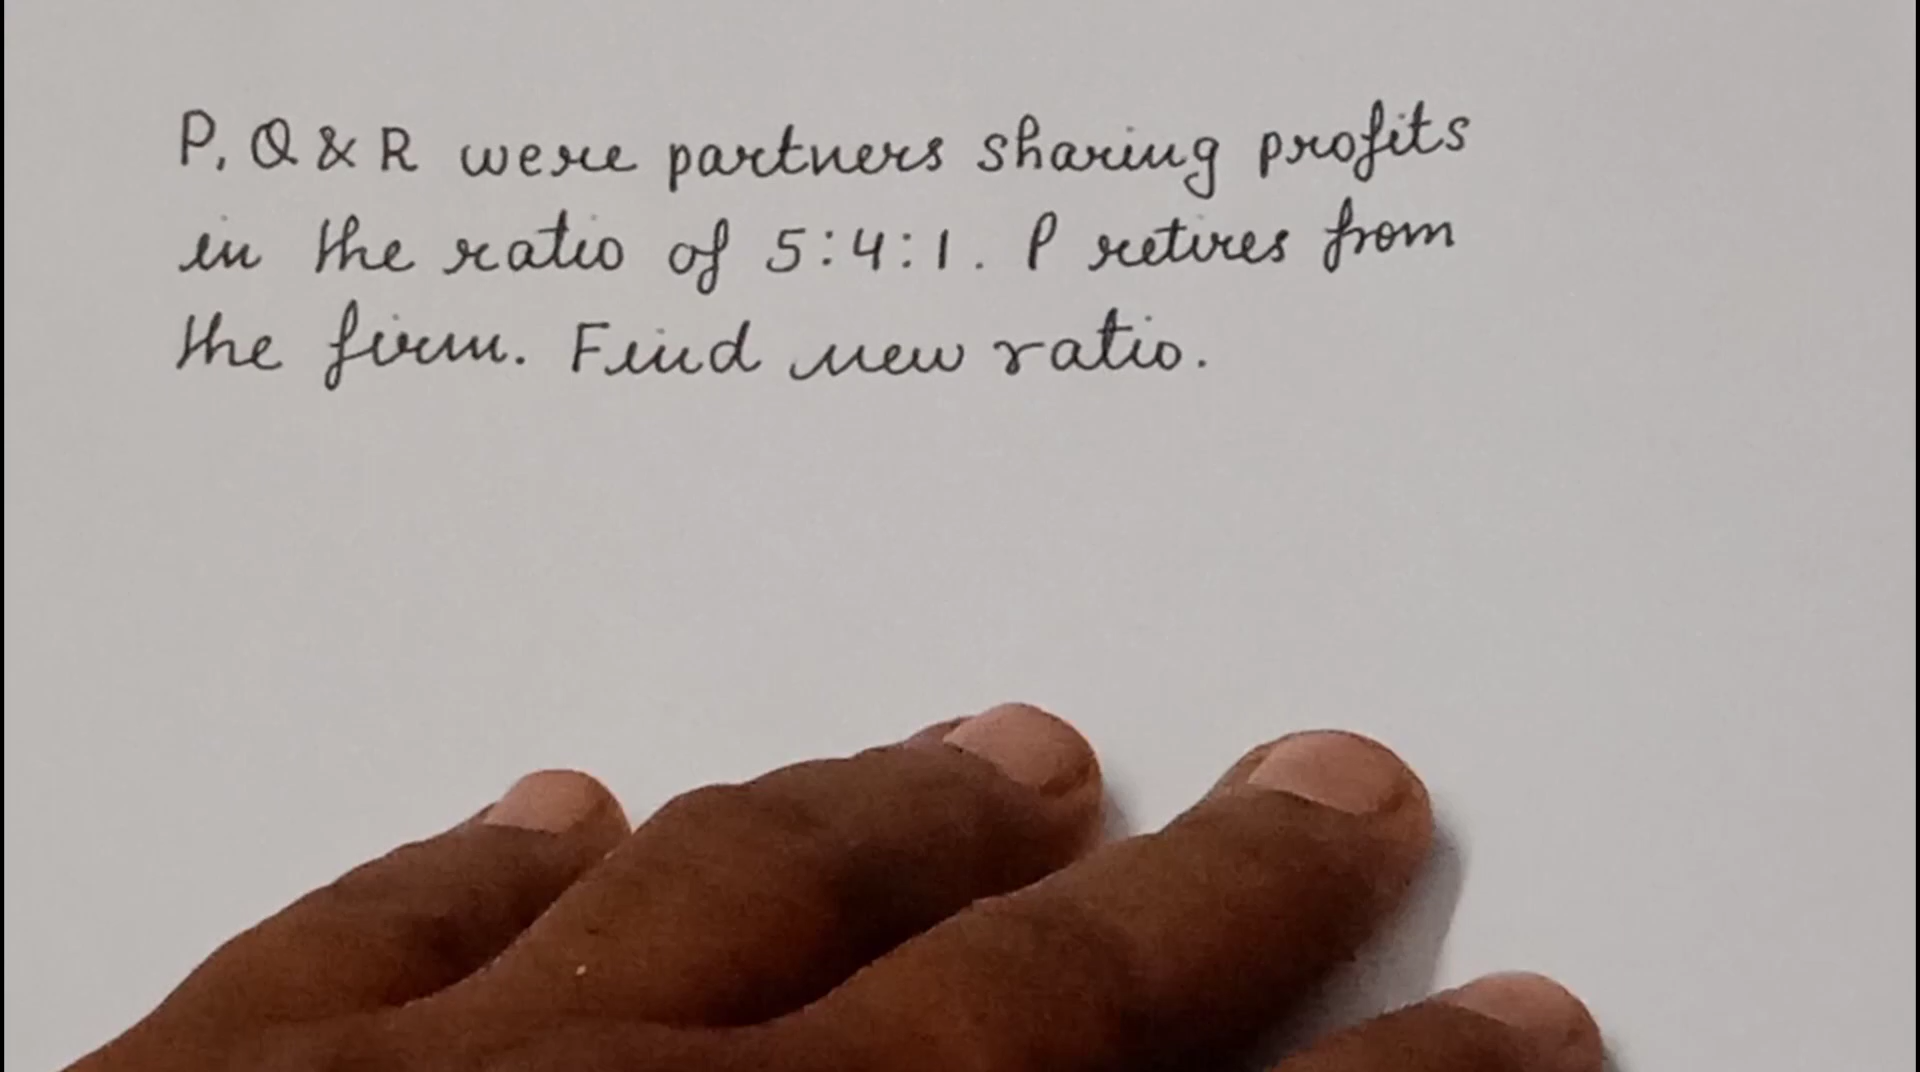 P, Q & R were partners sharing profits
in the ratio of 5:4:1. P retires from
the firm. Find new ratio.